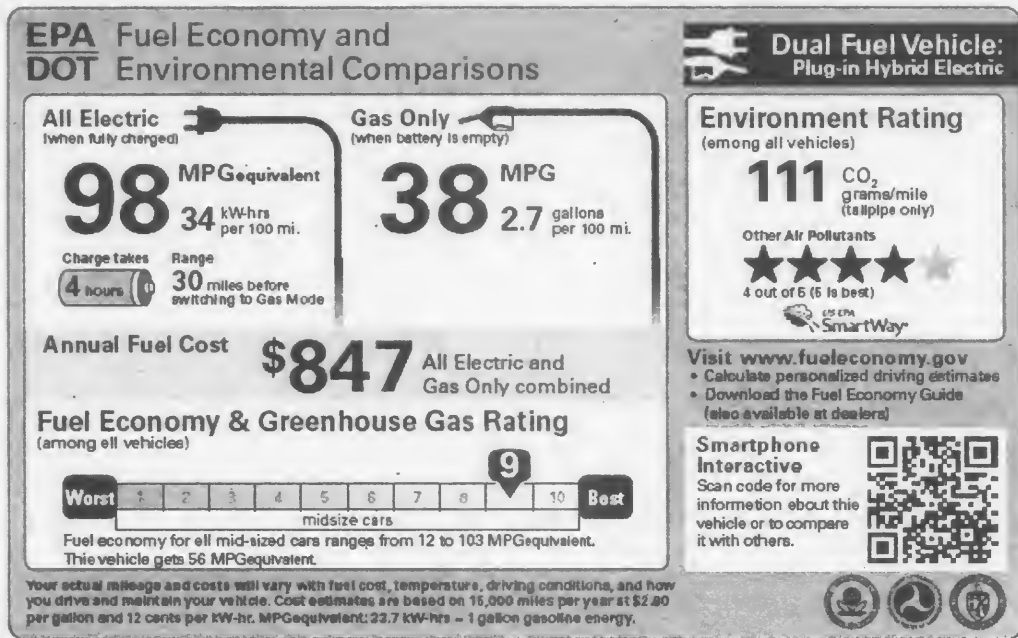 EPA
DOT
Fuel Economy and
Environmental Comparisons
Dual Fuel Vehicle:
Plug-in Hybrid Electric
All Electric
(when fully charged)
98
MPGequivalent
34 kW-hrs
per 100 mi.
Charge takes
4 hours
Range
30 miles before
switching to Gas Mode
Gas Only
(when battery is empty)
38
MPG
2.7 gallons
per 100 mi.
Annual Fuel Cost
$847
All Electric and
Gas Only combined
Fuel Economy & Greenhouse Gas Rating
(among all vehicles)
9
Worst 1 2 3 4 5 6 7 8 10 Best
midsize cars
Fuel economy for all mid-sized cars ranges from 12 to 103 MPGequivalent.
This vehicle gets 56 MPGequivalent.
Your actual mileage and costs will vary with fuel cost, temperature, driving conditions, and how
you drive and maintain your vehicle. Cost estimates are based on 15,000 miles per year at $2.80
per gallon and 12 cents per kW-hr. MPGequivalent: 33.7 kW-hrs = 1 gallon gasoline energy.
Environment Rating
(among all vehicles)
111
CO2
grams/mile
(tailpipe only)
Other Air Pollutants
4 out of 5 (5 is best)
US EPA
SmartWay
Visit www.fueleconomy.gov
• Calculate personalized driving estimates
• Download the Fuel Economy Guide
(also available at dealers)
Smartphone
Interactive
Scan code for more
information about this
vehicle or to compare
it with others.